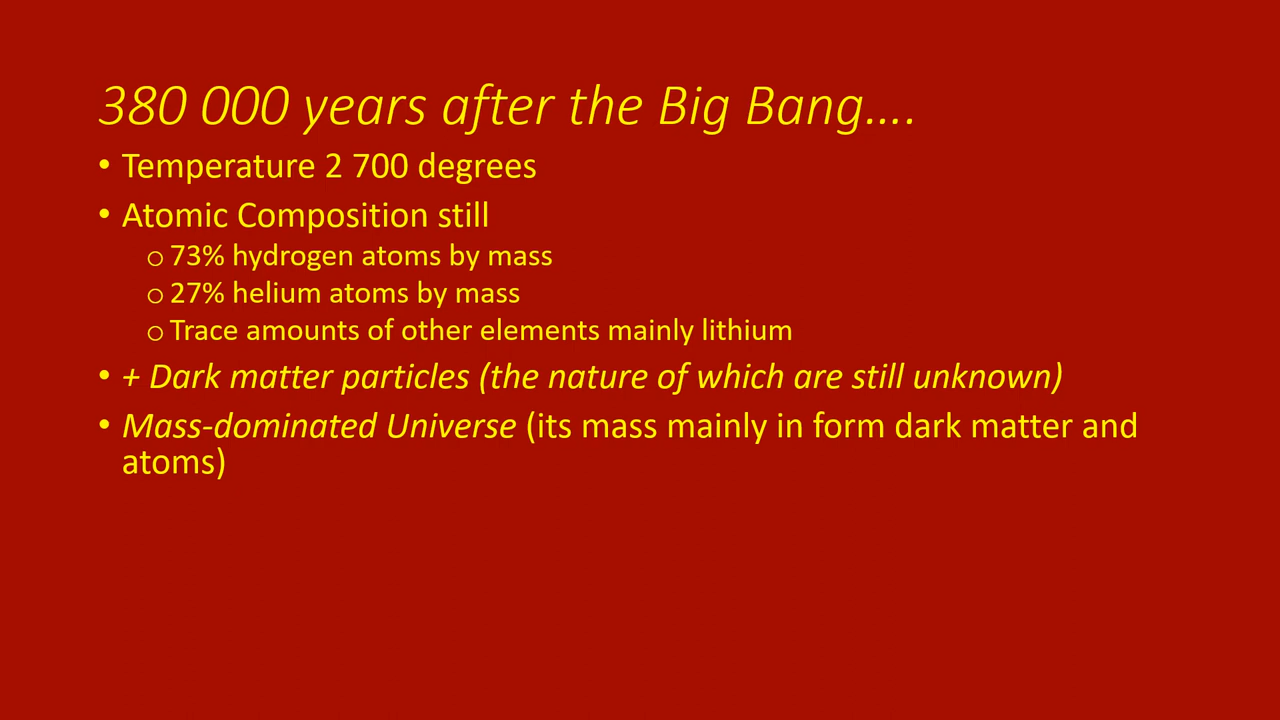 380 000 years after the Big Bang....
• Temperature 2 700 degrees
• Atomic Composition still
o 73% hydrogen atoms by mass
o 27% helium atoms by mass
o Trace amounts of other elements mainly lithium
• + Dark matter particles (the nature of which are still unknown)
• Mass-dominated Universe (its mass mainly in form dark matter and
atoms)